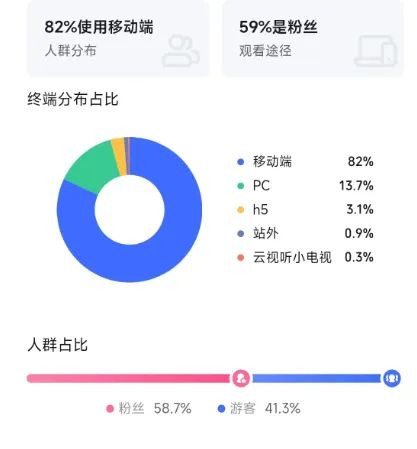 82%使用移动端
人群分布
59%是粉丝
观看途径
终端分布占比
移动端 82%
PC 13.7%
h5 3.1%
站外 0.9%
云视听小电视 0.3%
人群占比
粉丝 58.7% 游客 41.3%